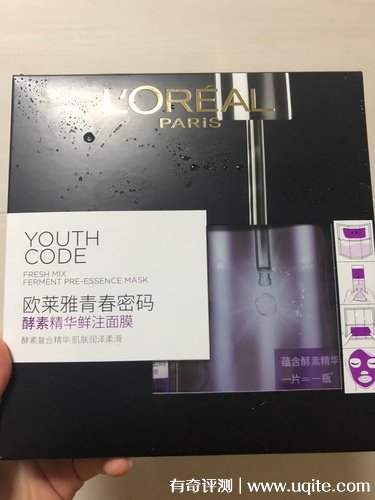 L'ORÉAL
PARiS
YOUTH
CODE
FRESH MIX
FERMENT PRE-ESSENCE MASK
欧莱雅青春密码
酵素精华鲜注面膜
酵素复合精华 肌肤润泽柔滑
蕴含酵素精华
一片=一瓶
有奇评测 | www.uqite.com